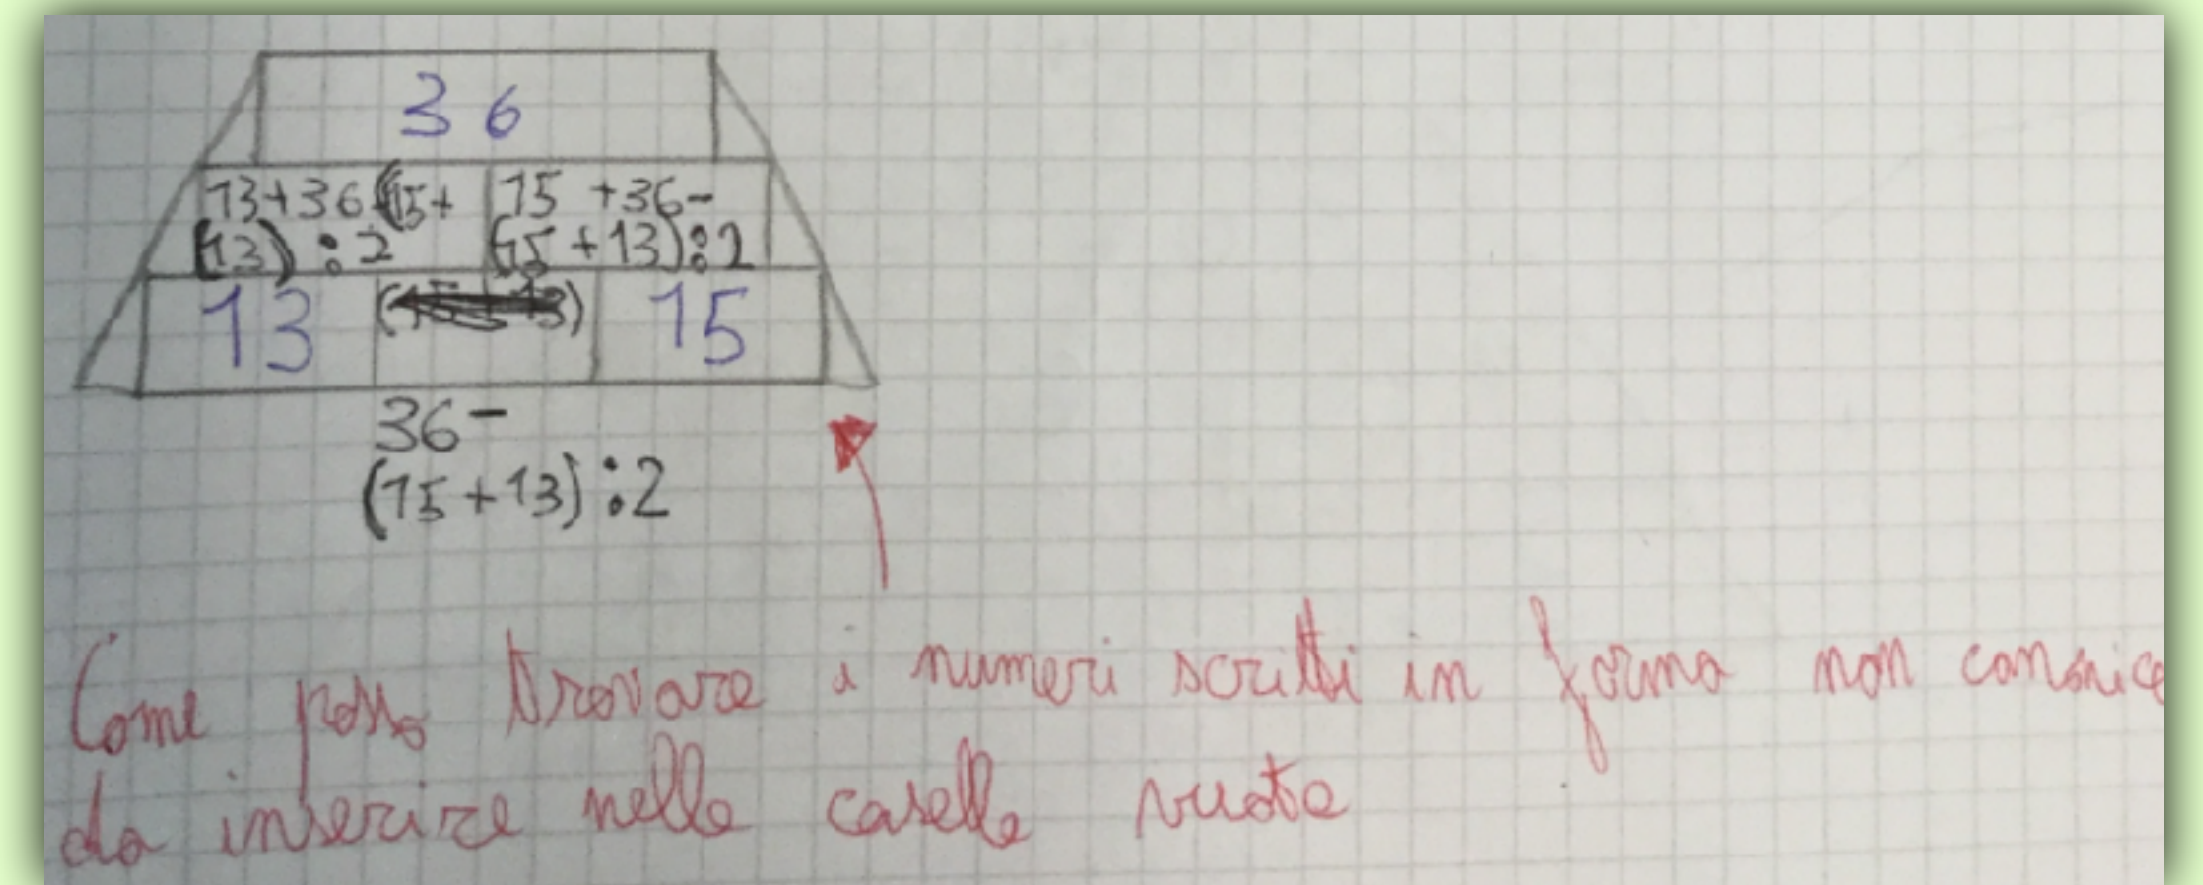 36
13+36-(15+ 15 +36-
13) : 2 (15 + 13) : 2
13 15
36-
(15+13) : 2
Come posso trovare i numeri scritti in forma non canonica
da inserire nelle caselle vuote